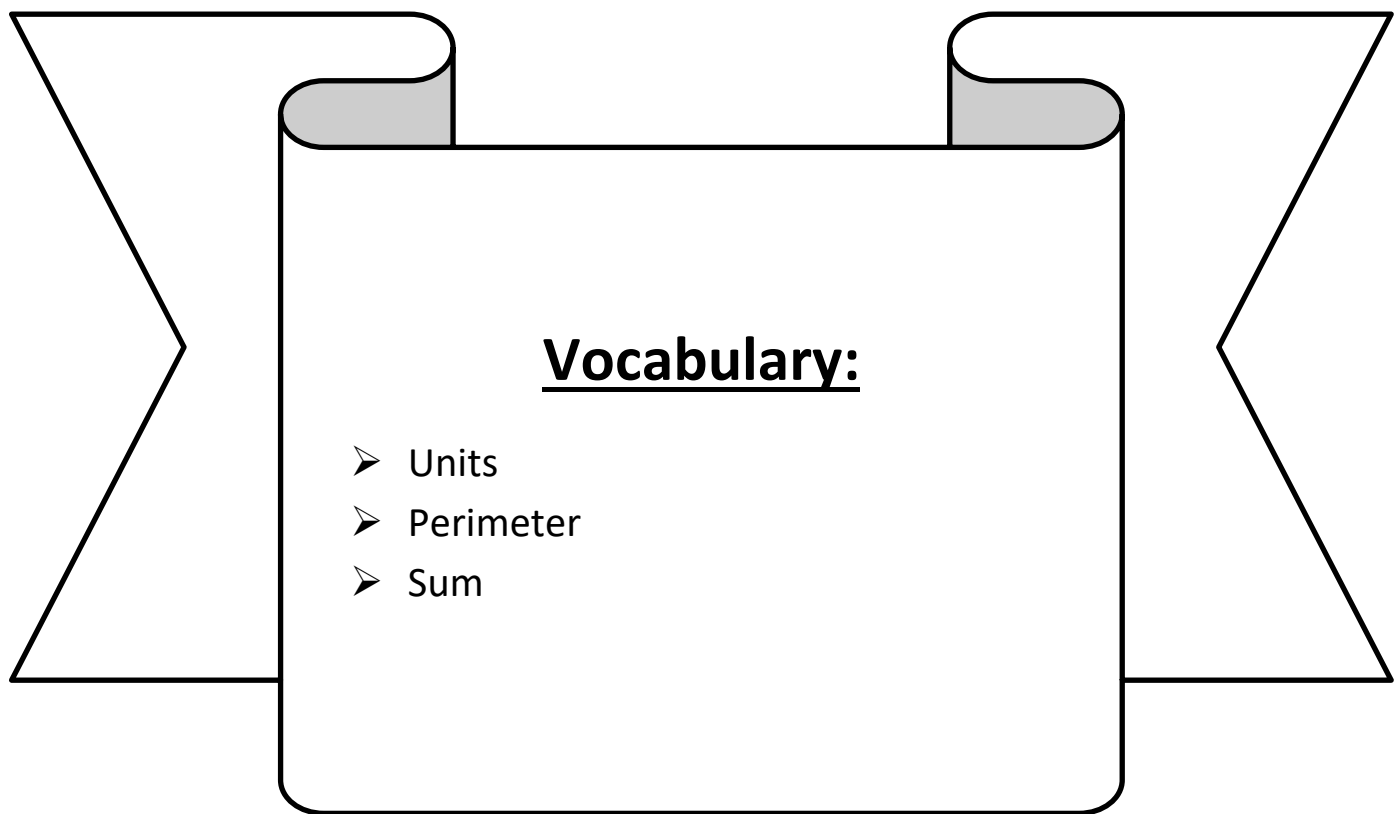 Vocabulary:
➢ Units
➢ Perimeter
➢ Sum